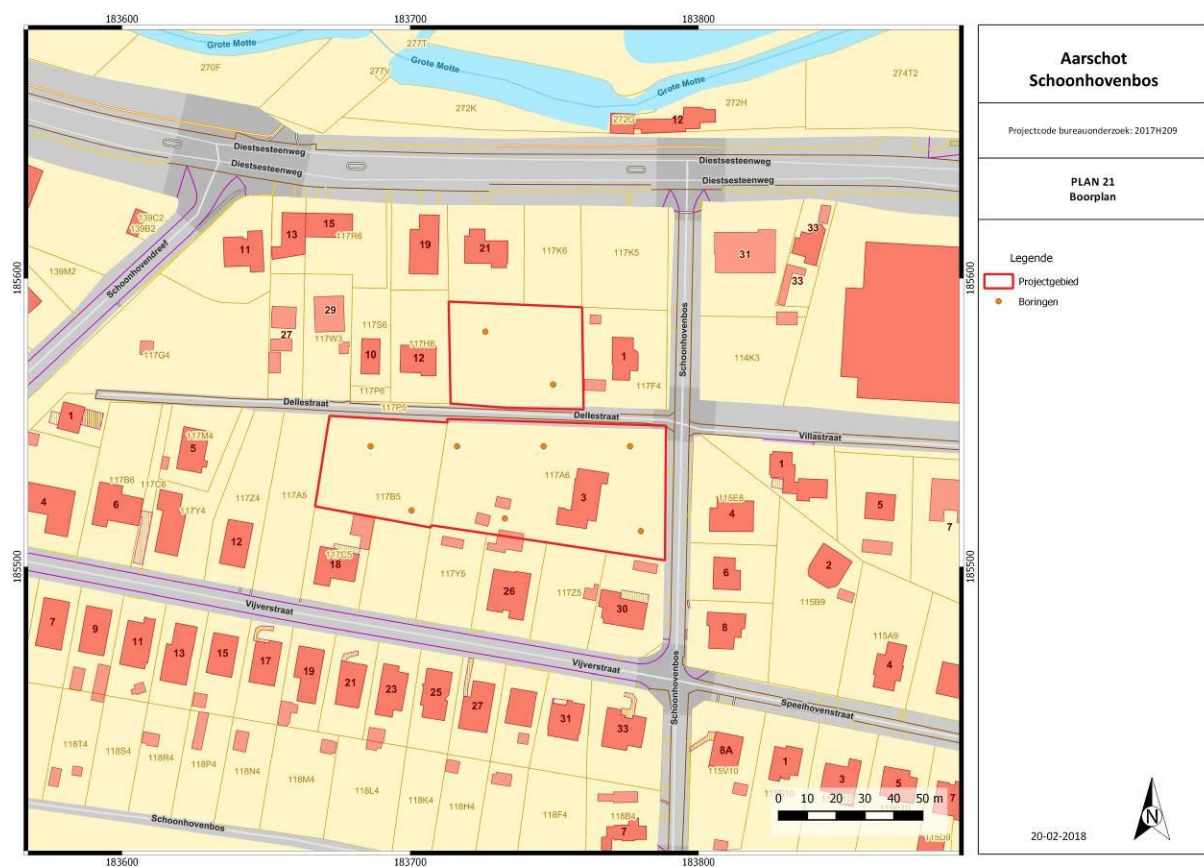 183600
183700
183800
Grote Motte
277T
270F
277V
Grote Motte
Grote Motte
274T2
272K
272H
272G
12
Diestsesteenweg
Diestsesteenweg
Diestsesteenweg
Diestsesteenweg
139C2
139B2
139M2
Schoonhovendreef
11
13
15
117R6
19
21
117K6
117K5
31
33
33
185600
185600
Schoonhovenbos
29
27
117W3
117S6
10
117H6
12
117P6
117G4
1
117F4
114K3
Dellestraat
117P5
Dellestraat
Villastraat
1
117M4
5
117B6
117C6
117Y4
4
6
117Z4
12
117A5
117B5
117A6
3
117C5
18
117Y5
26
117Z5
30
1
115E8
4
5
7
6
2
8
115B9
115A9
4
185500
185500
Vijverstraat
Vijverstraat
Schoonhovenbos
Speelhovenstraat
7
9
11
13
15
17
19
21
23
25
27
31
33
118T4
118S4
118R4
118P4
118N4
118M4
118L4
118K4
118H4
118F4
118B4
7
8A
115V10
1
3
5
7
115D9
Schoonhovenbos
0 10 20 30 40 50 m
183600
183700
183800
Aarschot
Schoonhovenbos
Projectcode bureauonderzoek: 2017H209
PLAN 21
Boorplan
Legende
Projectgebied
Boringen
20-02-2018
N